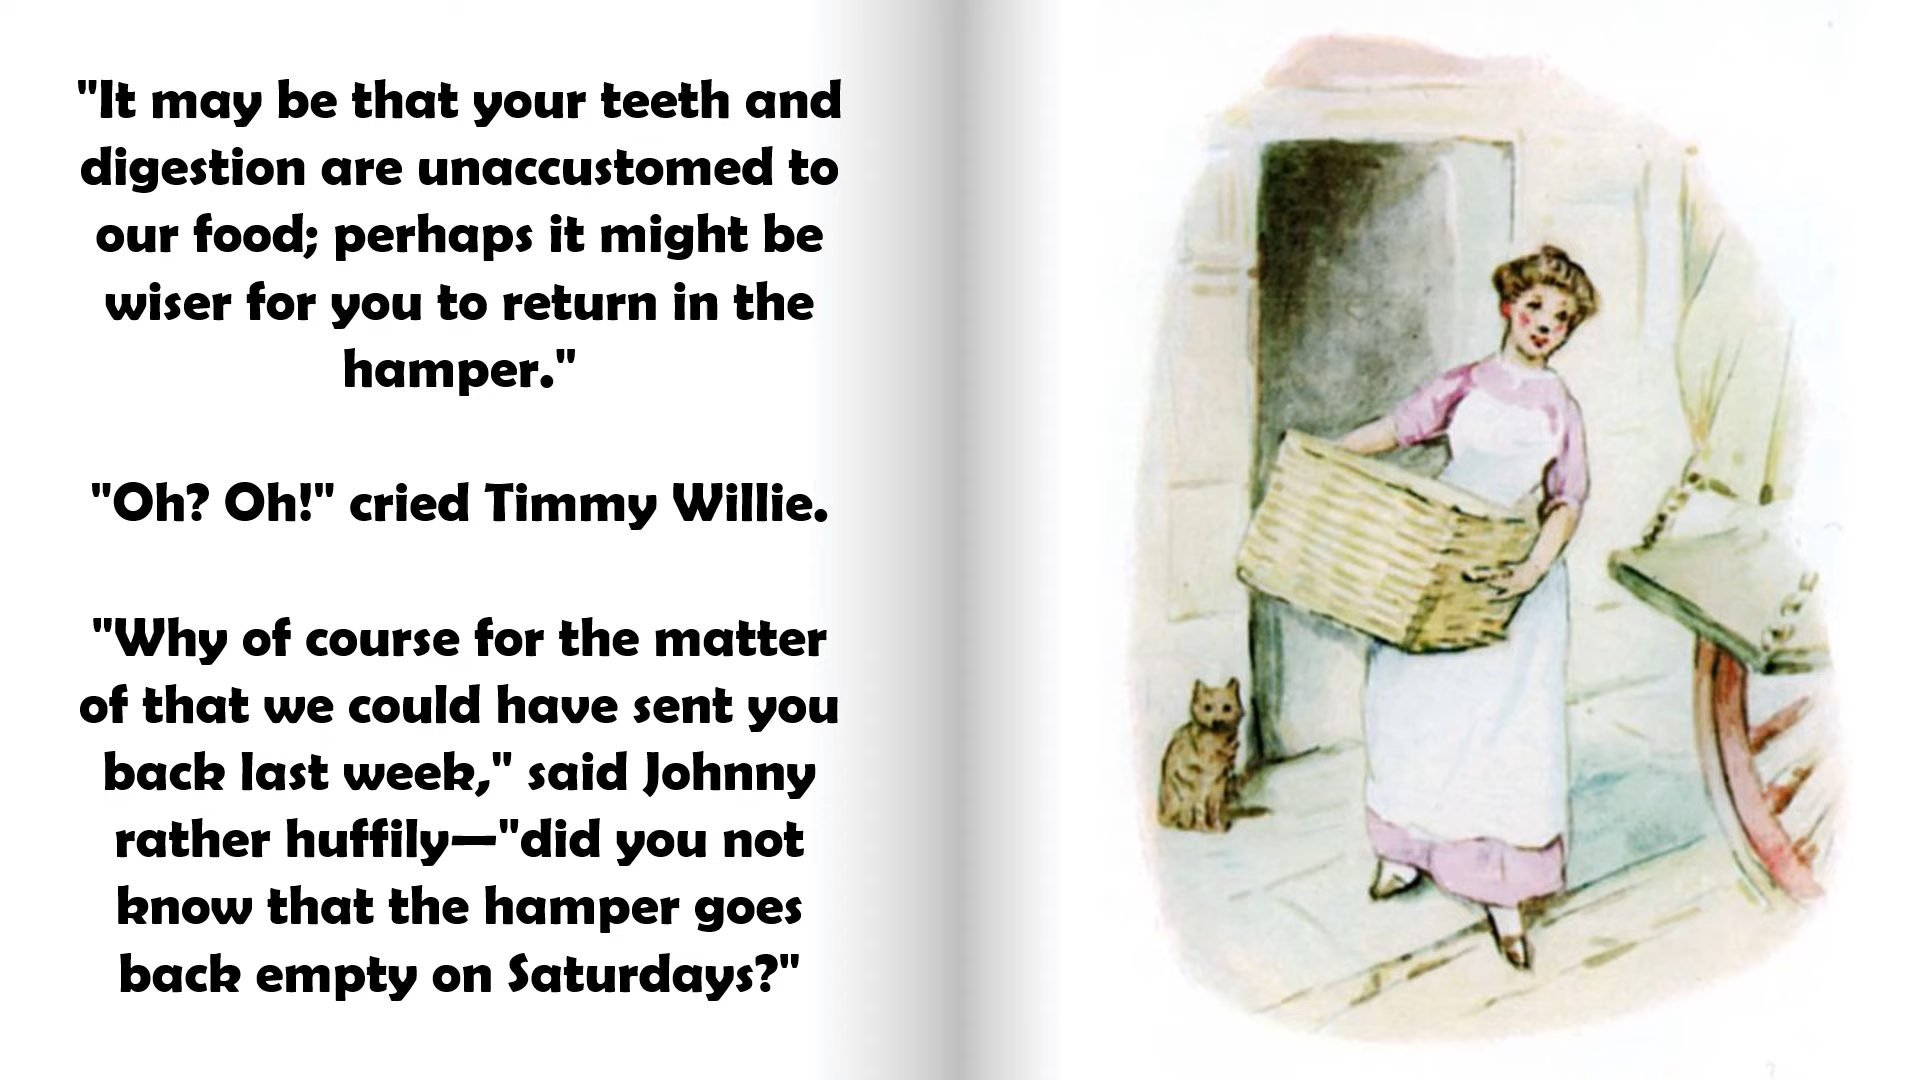 "It may be that your teeth and
digestion are unaccustomed to
our food; perhaps it might be
wiser for you to return in the
hamper."
"Oh? Oh!" cried Timmy Willie.
"Why of course for the matter
of that we could have sent you
back last week," said Johnny
rather huffily—"did you not
know that the hamper goes
back empty on Saturdays?"